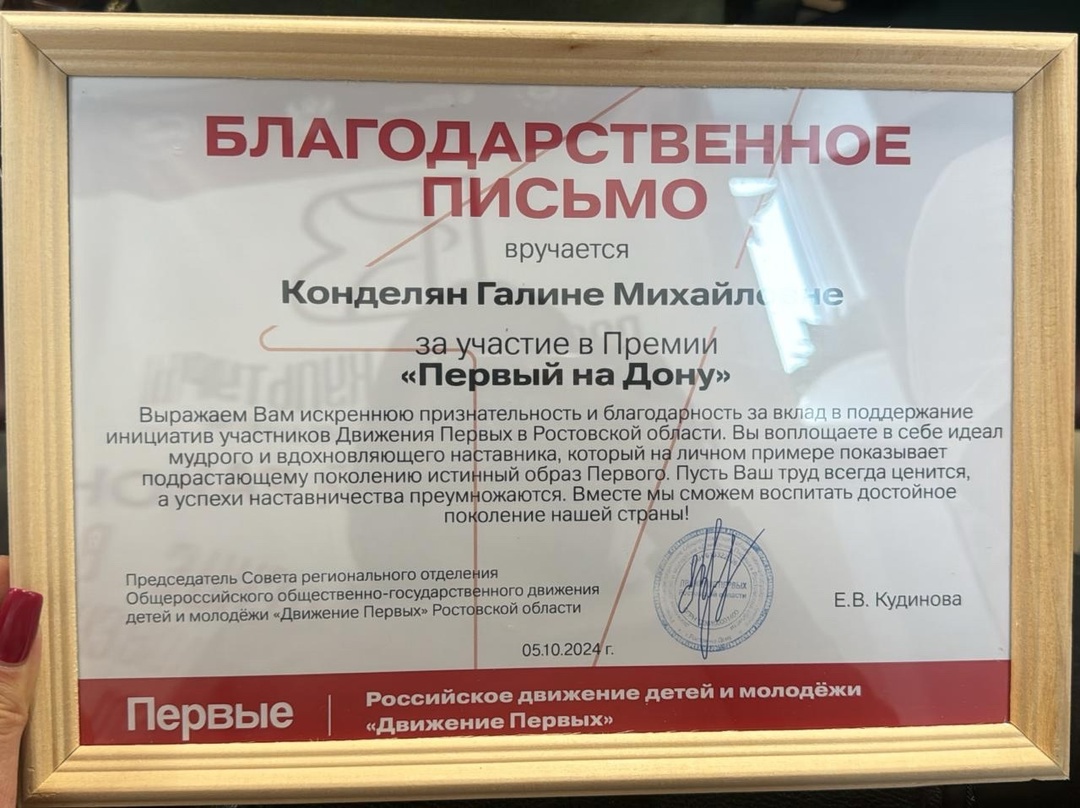 БЛАГОДАРСТВЕННОЕ
ПИСЬМО
вручается
Конделян Галине Михайловне
за участие в Премии
«Первый на Дону»
Выражаем Вам искреннюю признательность и благодарность за вклад в поддержание
инициатив участников Движения Первых в Ростовской области. Вы воплощаете в себе идеал
мудрого и вдохновляющего наставника, который на личном примере показывает
подрастающему поколению истинный образ Первого. Пусть Ваш труд всегда ценится,
а успехи наставничества преумножаются. Вместе мы сможем воспитать достойное
поколение нашей страны!
Председатель Совета регионального отделения
Общероссийского общественно-государственного движения
детей и молодёжи «Движение Первых» Ростовской области
Е.В. Кудинова
05.10.2024 г.
Первые
Российское движение детей и молодёжи
«Движение Первых»